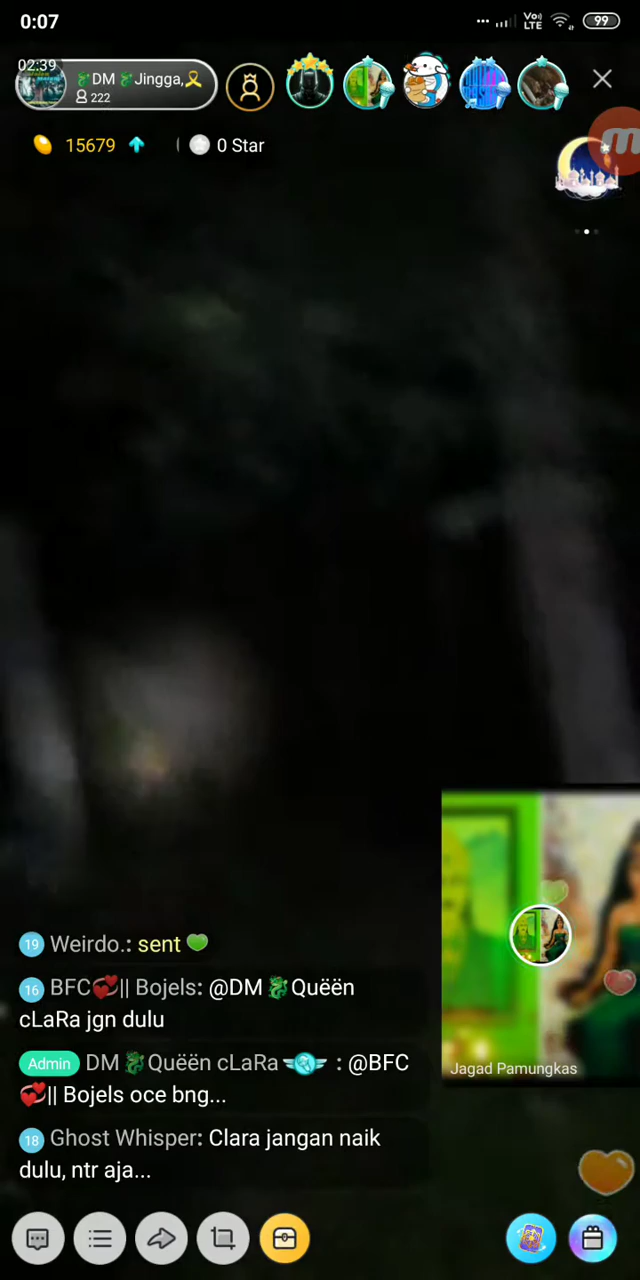 0:07
Vo))
LTE
99
02:39
🐉DM🐉Jingga,🎗️
222
15679
0 Star
19 Weirdo.: sent 💚
16 BFC💞|| Bojels: @DM🐉Quëën
cLaRa jgn dulu
Admin DM🐉Quëën cLaRa : @BFC
💞|| Bojels oce bng...
Jagad Pamungkas
18 Ghost Whisper: Clara jangan naik
dulu, ntr aja...